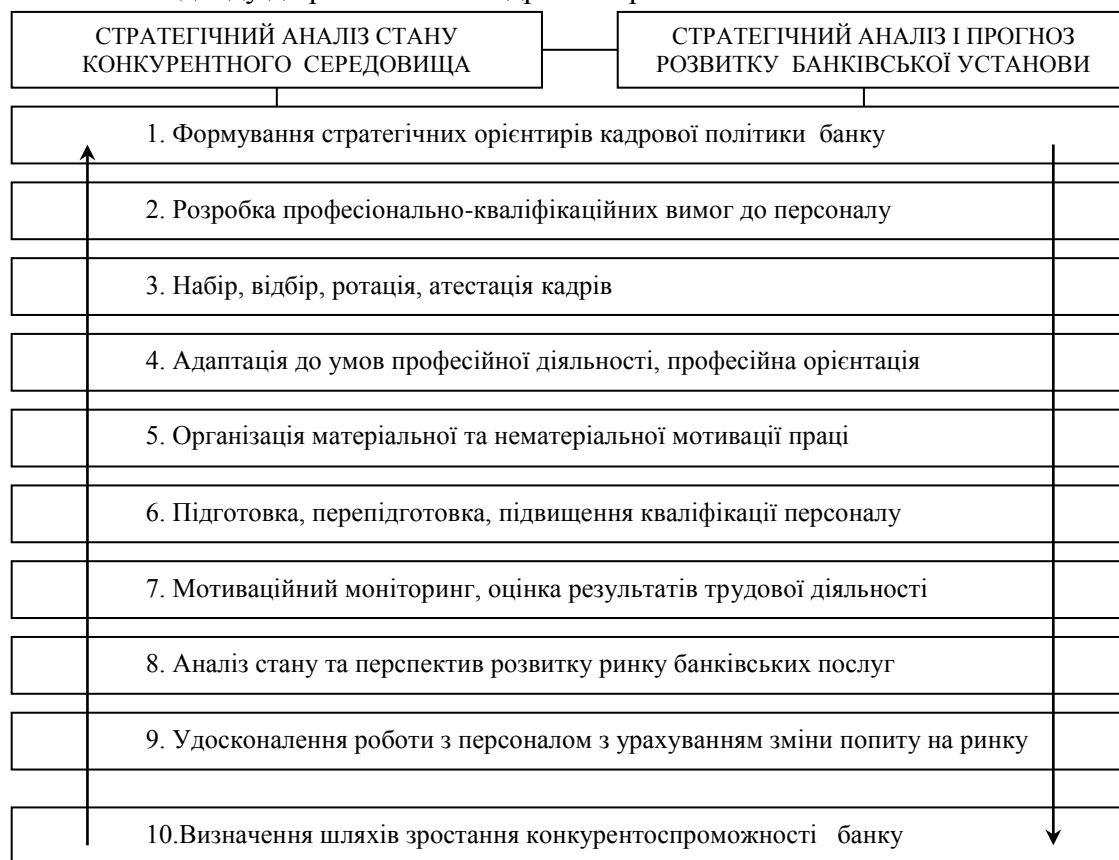 СТРАТЕГІЧНИЙ АНАЛІЗ СТАНУ
КОНКУРЕНТНОГО СЕРЕДОВИЩА
СТРАТЕГІЧНИЙ АНАЛІЗ І ПРОГНОЗ
РОЗВИТКУ БАНКІВСЬКОЇ УСТАНОВИ
1. Формування стратегічних орієнтирів кадрової політики банку
2. Розробка професіонально-кваліфікаційних вимог до персоналу
3. Набір, відбір, ротація, атестація кадрів
4. Адаптація до умов професійної діяльності, професійна орієнтація
5. Організація матеріальної та нематеріальної мотивації праці
6. Підготовка, перепідготовка, підвищення кваліфікації персоналу
7. Мотиваційний моніторинг, оцінка результатів трудової діяльності
8. Аналіз стану та перспектив розвитку ринку банківських послуг
9. Удосконалення роботи з персоналом з урахуванням зміни попиту на ринку
10.Визначення шляхів зростання конкурентоспроможності банку